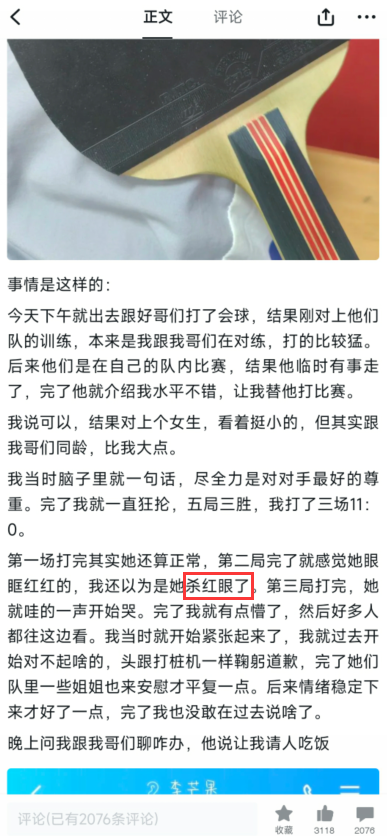 正文
评论
事情是这样的：
今天下午就出去跟好哥们打了会球，结果刚对上他们
队的训练，本来是我跟我哥们在对练，打的比较猛。
后来他们是在自己的队内比赛，结果他临时有事走
了，完了他就介绍我水平不错，让我替他打比赛。
我说可以，结果对上个女生，看着挺小的，但其实跟
我哥们同龄，比我大点。
我当时脑子里就一句话，尽全力是对对手最好的尊
重。完了我就一直狂抡，五局三胜，我打了三场11：
0。
第一场打完其实她还算正常，第二局完了就感觉她眼
眶红红的，我还以为是她杀红眼了。第三局打完，她
就哇的一声开始哭。完了我就有点懵了，然后好多人
都往这边看。我当时就开始紧张起来了，我就过去开
始对不起啥的，头跟打桩机一样鞠躬道歉，完了她们
队里一些姐姐也来安慰才平复一点。后来情绪稳定下
来才好了一点，完了我也没敢在过去说啥了。
晚上问我跟我哥们聊咋办，他说让我请人吃饭
评论(已有2076条评论)
收藏
3118
2076